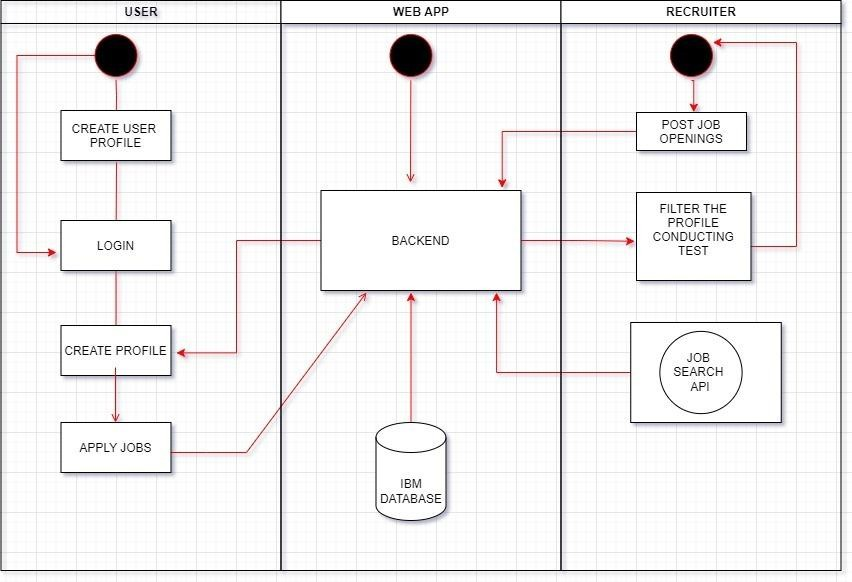 USER
WEB APP
RECRUITER
CREATE USER
PROFILE
LOGIN
CREATE PROFILE
APPLY JOBS
BACKEND
IBM
DATABASE
POST JOB
OPENINGS
FILTER THE
PROFILE
CONDUCTING
TEST
JOB
SEARCH
API